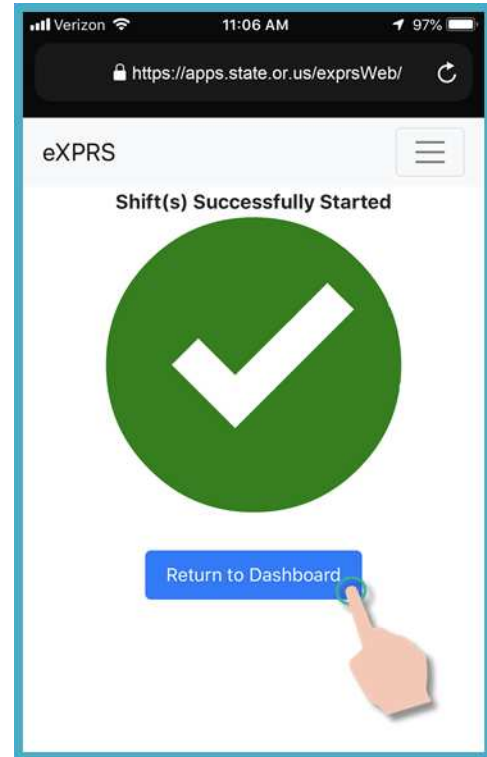 Verizon 11:06 AM 97%
https://apps.state.or.us/exprsWeb/
eXPRS
Shift(s) Successfully Started
Return to Dashboard